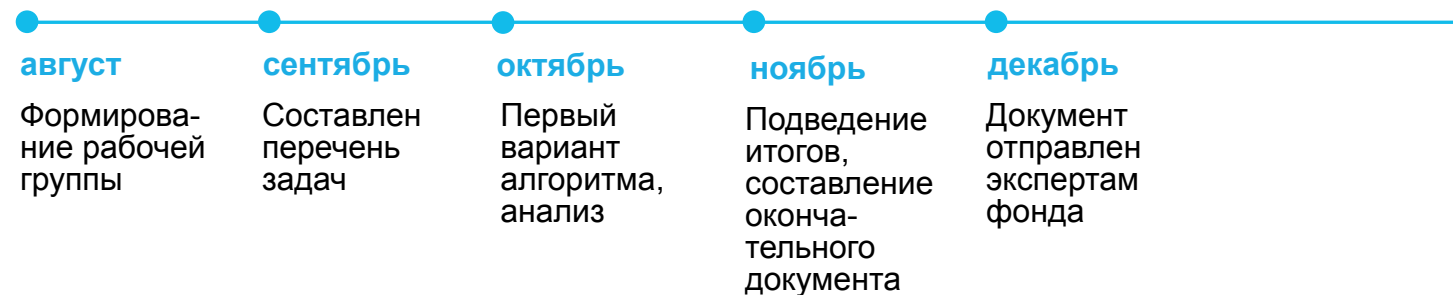 август
Формирова-
ние рабочей
группы
сентябрь
Составлен
перечень
задач
октябрь
Первый
вариант
алгоритма,
анализ
ноябрь
Подведение
итогов,
составление
оконча-
тельного
документа
декабрь
Документ
отправлен
экспертам
фонда